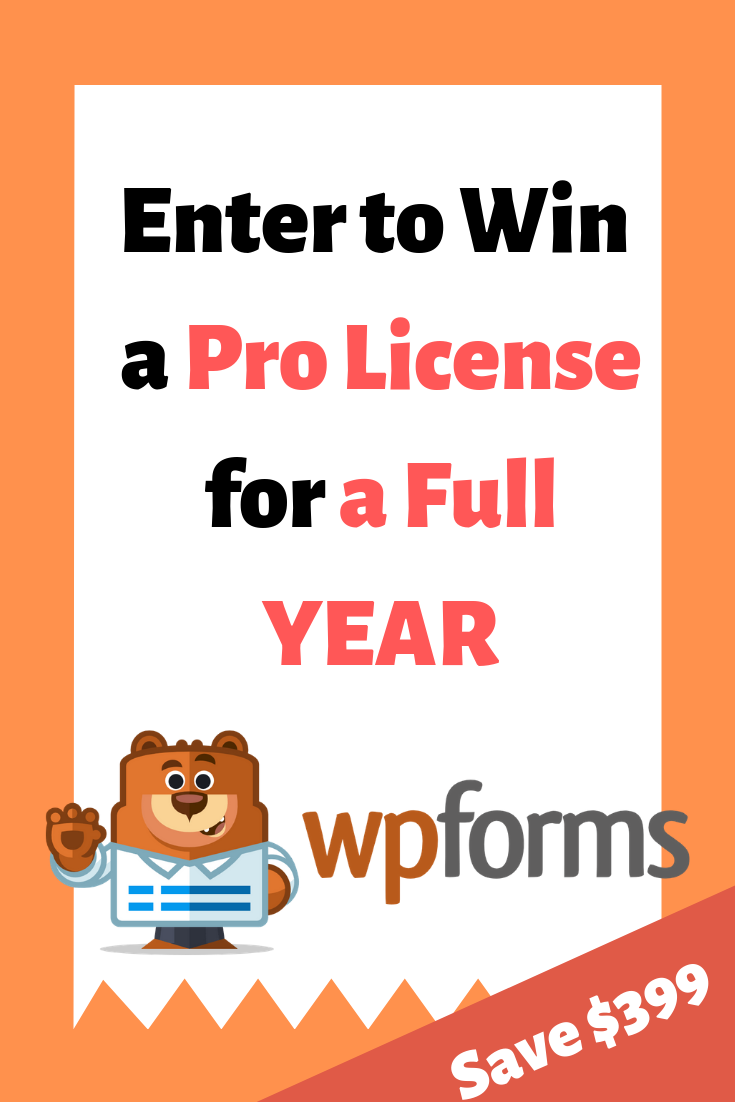 Enter to Win
a Pro License
for a Full
YEAR
wpforms
Save $399